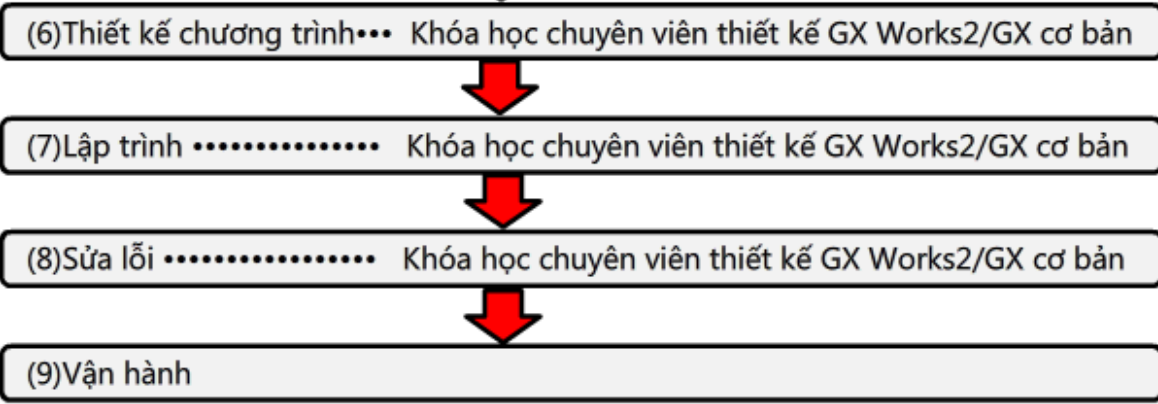 (6)Thiết kế chương trình••• Khóa học chuyên viên thiết kế GX Works2/GX cơ bản
(7)Lập trình ••••••••••••••• Khóa học chuyên viên thiết kế GX Works2/GX cơ bản
(8)Sửa lỗi ••••••••••••••••• Khóa học chuyên viên thiết kế GX Works2/GX cơ bản
(9)Vận hành